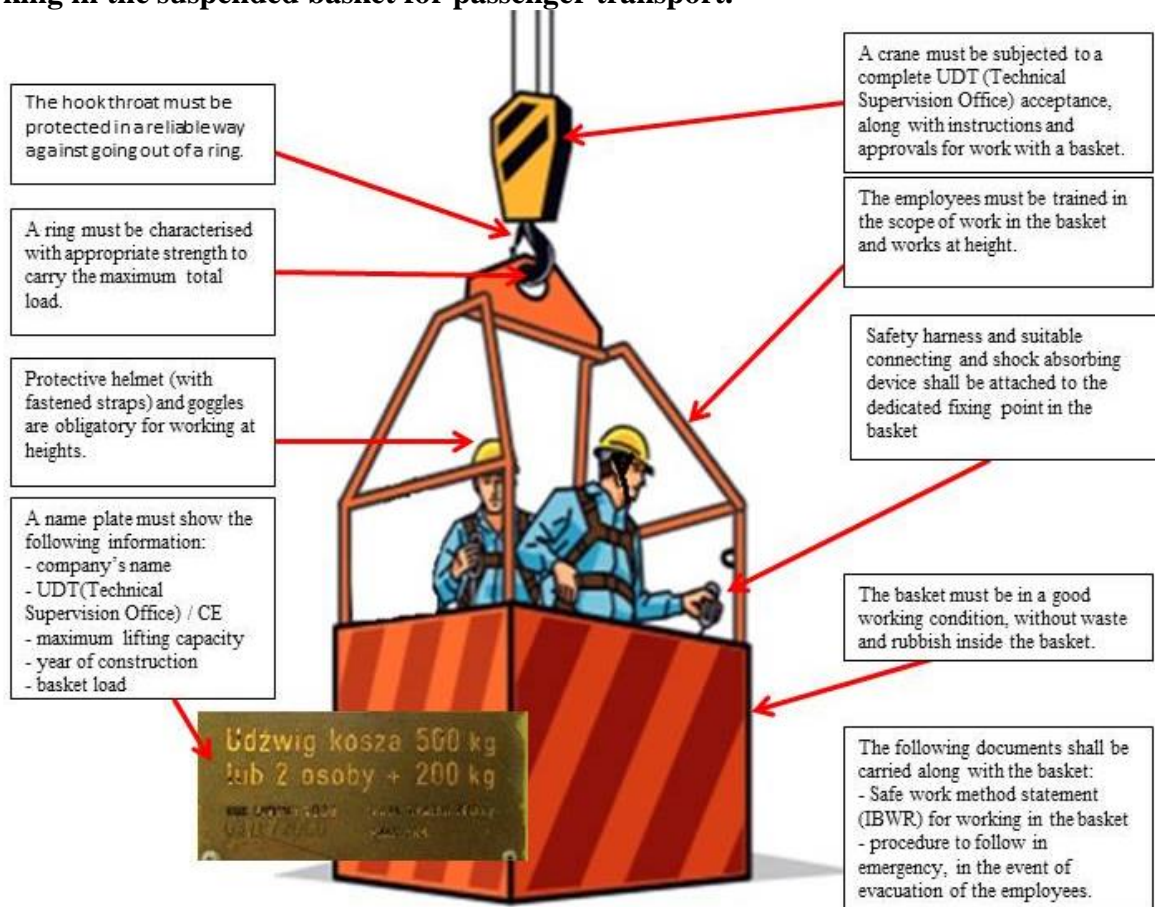 king in the suspended basket for passenger transport.
The hook throat must be
protected in a reliable way
against going out of a ring.
A ring must be characterised
with appropriate strength to
carry the maximum total
load.
Protective helmet (with
fastened straps) and goggles
are obligatory for working at
heights.
A name plate must show the
following information:
- company's name
- UDT(Technical
Supervision Office) / CE
- maximum lifting capacity
- year of construction
- basket load
Udźwig kosza 500 kg
lub 2 osoby + 200 kg
A crane must be subjected to a
complete UDT (Technical
Supervision Office) acceptance,
along with instructions and
approvals for work with a basket.
The employees must be trained in
the scope of work in the basket
and works at height.
Safety harness and suitable
connecting and shock absorbing
device shall be attached to the
dedicated fixing point in the
basket
The basket must be in a good
working condition, without waste
and rubbish inside the basket.
The following documents shall be
carried along with the basket:
- Safe work method statement
(IBWR) for working in the basket
- procedure to follow in
emergency, in the event of
evacuation of the employees.